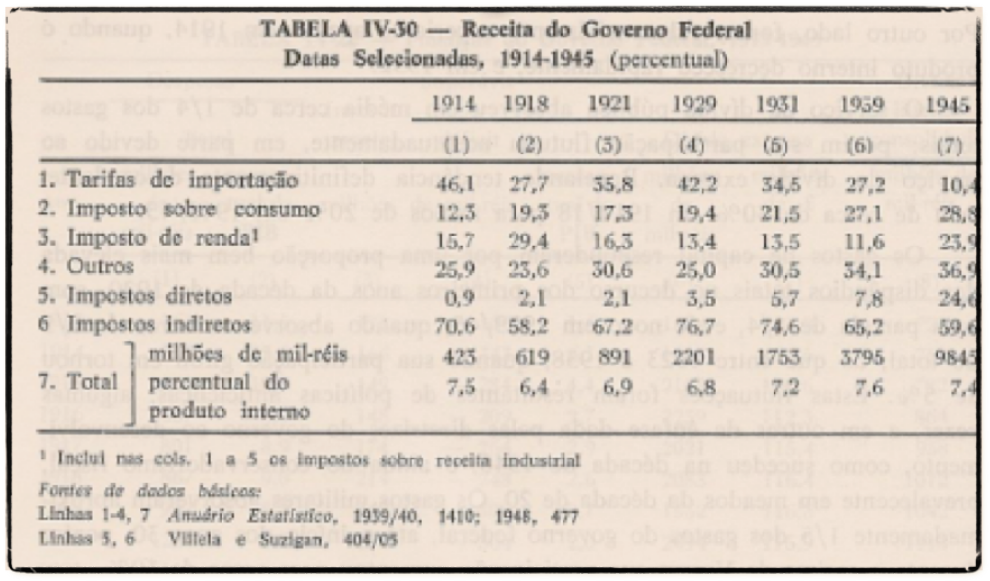 TABELA IV-30 — Receita do Governo Federal
Datas Selecionadas, 1914-1945 (percentual)
1914 1918 1921 1929 1931 1939 1945
(1) (2) (3) (4) (5) (6) (7)
1. Tarifas de importação 46,1 27,7 35,8 42,2 34,5 27,2 10,4
2. Imposto sobre consumo 12,3 19,3 17,3 19,4 21,5 27,1 28,8
3. Imposto de renda¹ 15,7 29,4 16,3 13,4 13,5 11,6 23,9
4. Outros 25,9 23,6 30,6 25,0 30,5 34,1 36,9
5. Impostos diretos 0,9 2,1 2,1 3,5 5,7 7,8 24,6
6 Impostos indiretos 70,6 58,2 67,2 76,7 74,6 65,2 59,6
milhões de mil-réis 423 619 891 2201 1753 3795 9845
7. Total percentual do 7,5 6,4 6,9 6,8 7,2 7,6 7,4
produto interno
¹ Inclui nas cols. 1 a 5 os impostos sobre receita industrial
Fontes de dados básicos:
Linhas 1-4, 7 Anuário Estatístico, 1939/40, 1410; 1948, 477
Linhas 5, 6 Villela e Suzigan, 404/05